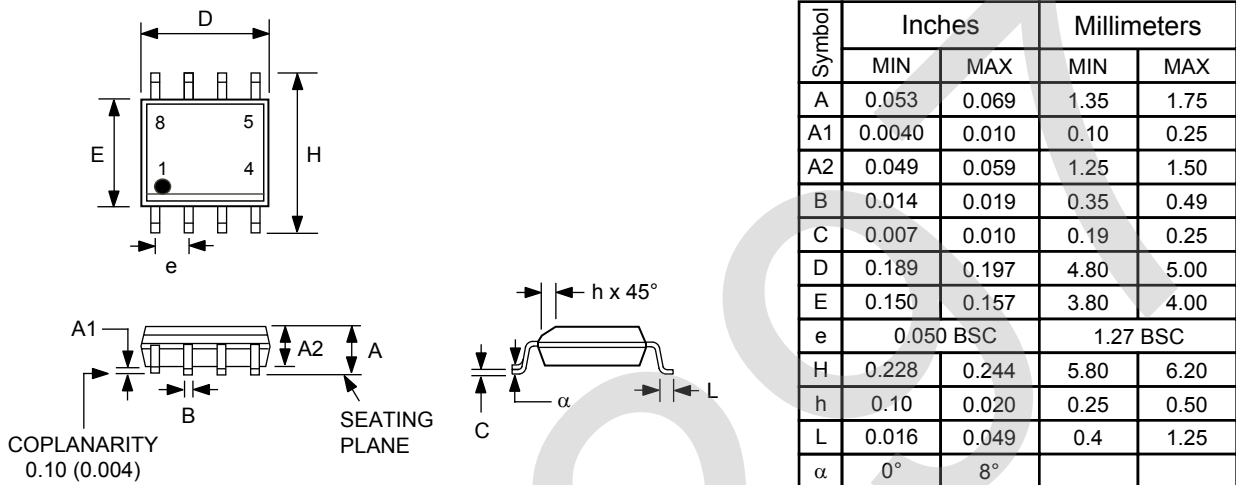 D
8 5
E H
1 4
e
A1 A2 A
B
COPLANARITY
0.10 (0.004)
SEATING
PLANE
h x 45°
C α L
Symbol Inches Millimeters
MIN MAX MIN MAX
A 0.053 0.069 1.35 1.75
A1 0.0040 0.010 0.10 0.25
A2 0.049 0.059 1.25 1.50
B 0.014 0.019 0.35 0.49
C 0.007 0.010 0.19 0.25
D 0.189 0.197 4.80 5.00
E 0.150 0.157 3.80 4.00
e 0.050 BSC 1.27 BSC
H 0.228 0.244 5.80 6.20
h 0.10 0.020 0.25 0.50
L 0.016 0.049 0.4 1.25
α 0° 8°